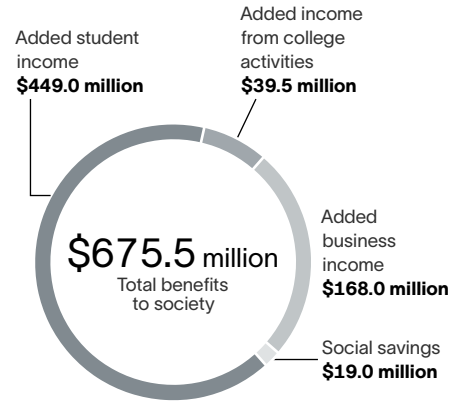 Added student
income
$449.0 million
Added income
from college
activities
$39.5 million
$675.5 million
Total benefits
to society
Added
business
income
$168.0 million
Social savings
$19.0 million